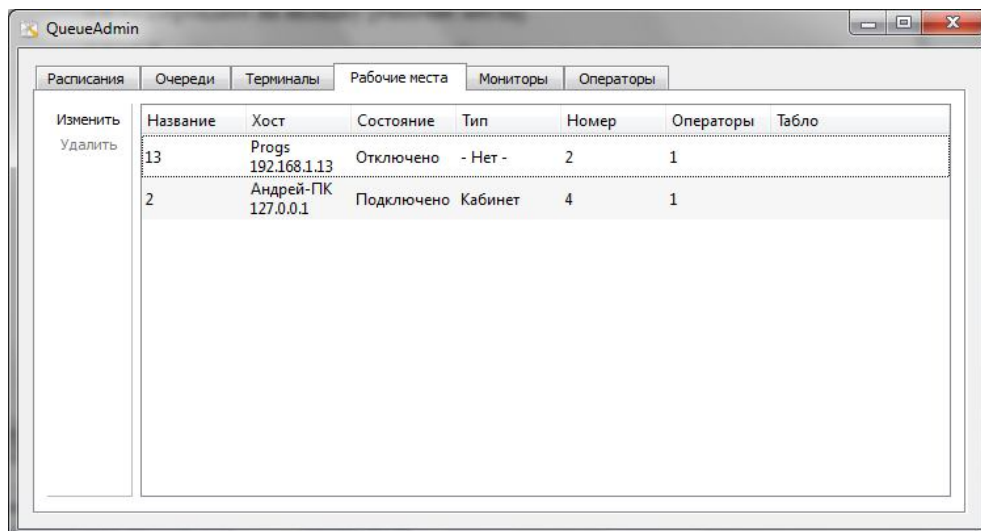 QueueAdmin
Расписания Очереди Терминалы Рабочие места Мониторы Операторы
Изменить
Удалить
Название Хост Состояние Тип Номер Операторы Табло
13 Progs 192.168.1.13 Отключено - Нет - 2 1
2 Андрей-ПК 127.0.0.1 Подключено Кабинет 4 1